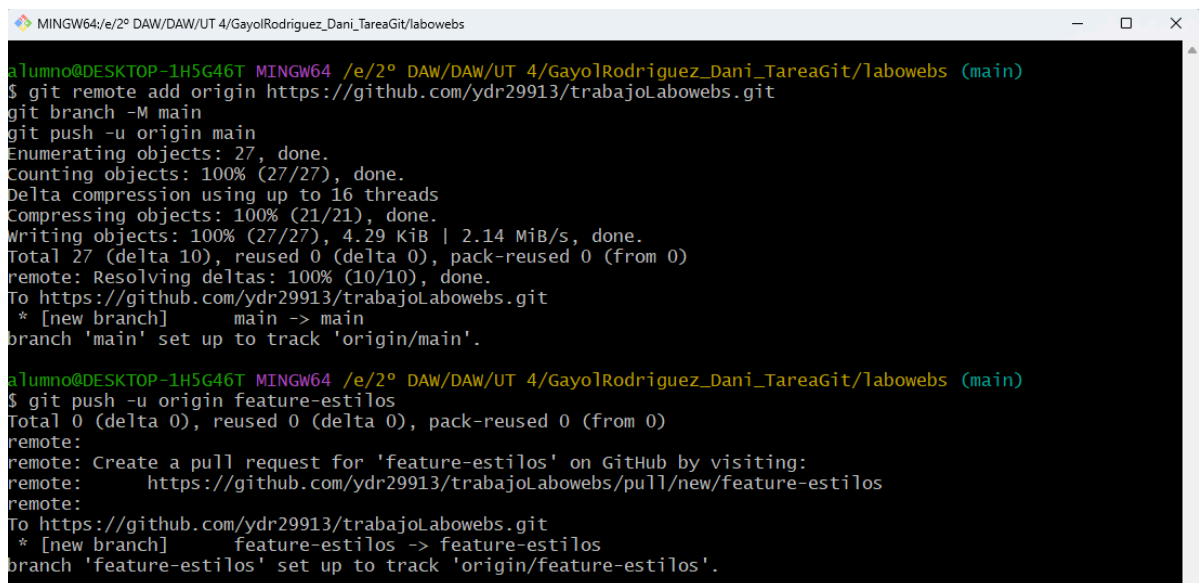 MINGW64:/e/2º DAW/DAW/UT 4/GayolRodriguez_Dani_TareaGit/labowebs
alumno@DESKTOP-1H5G46T MINGW64 /e/2º DAW/DAW/UT 4/GayolRodriguez_Dani_TareaGit/labowebs (main)
$ git remote add origin https://github.com/ydr29913/trabajoLabowebs.git
git branch -M main
git push -u origin main
Enumerating objects: 27, done.
Counting objects: 100% (27/27), done.
Delta compression using up to 16 threads
Compressing objects: 100% (21/21), done.
Writing objects: 100% (27/27), 4.29 KiB | 2.14 MiB/s, done.
Total 27 (delta 10), reused 0 (delta 0), pack-reused 0 (from 0)
remote: Resolving deltas: 100% (10/10), done.
To https://github.com/ydr29913/trabajoLabowebs.git
 * [new branch]      main -> main
branch 'main' set up to track 'origin/main'.
alumno@DESKTOP-1H5G46T MINGW64 /e/2º DAW/DAW/UT 4/GayolRodriguez_Dani_TareaGit/labowebs (main)
$ git push -u origin feature-estilos
Total 0 (delta 0), reused 0 (delta 0), pack-reused 0 (from 0)
remote:
remote: Create a pull request for 'feature-estilos' on GitHub by visiting:
remote:      https://github.com/ydr29913/trabajoLabowebs/pull/new/feature-estilos
remote:
To https://github.com/ydr29913/trabajoLabowebs.git
 * [new branch]      feature-estilos -> feature-estilos
branch 'feature-estilos' set up to track 'origin/feature-estilos'.